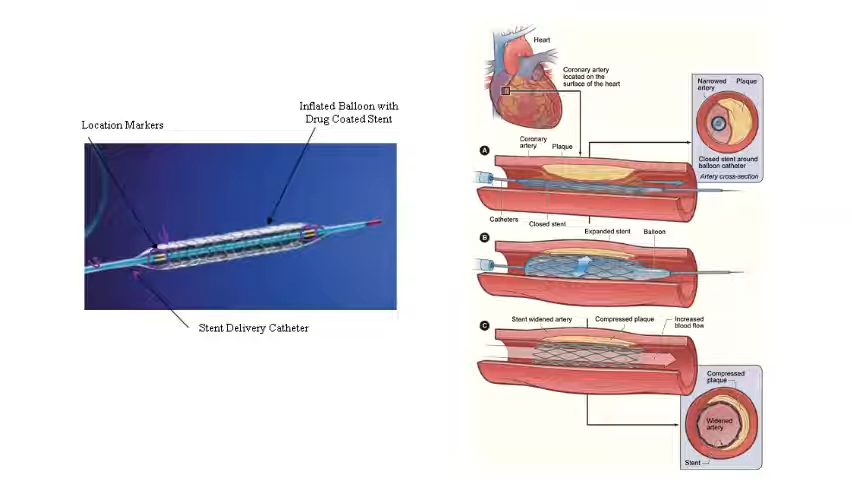 Inflated Balloon with
Drug Coated Stent
Location Markers
Stent Delivery Catheter
Heart
Coronary artery
located on the
surface of the heart
Narrowed
artery
Plaque
Closed stent around
balloon catheter
Artery cross-section
A
Coronary
artery
Plaque
Catheters
Closed stent
B
Expanded stent
Balloon
C
Stent widened artery
Compressed plaque
Increased
blood flow
Compressed
plaque
Widened
artery
Stent